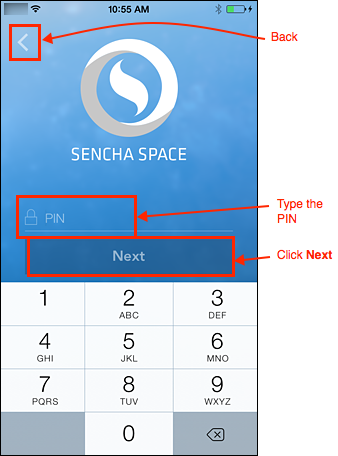 10:55 AM
Back
SENCHA SPACE
PIN
Type the
PIN
Next
Click Next
1
2
ABC
3
DEF
4
GHI
5
JKL
6
MNO
7
PQRS
8
TUV
9
WXYZ
0